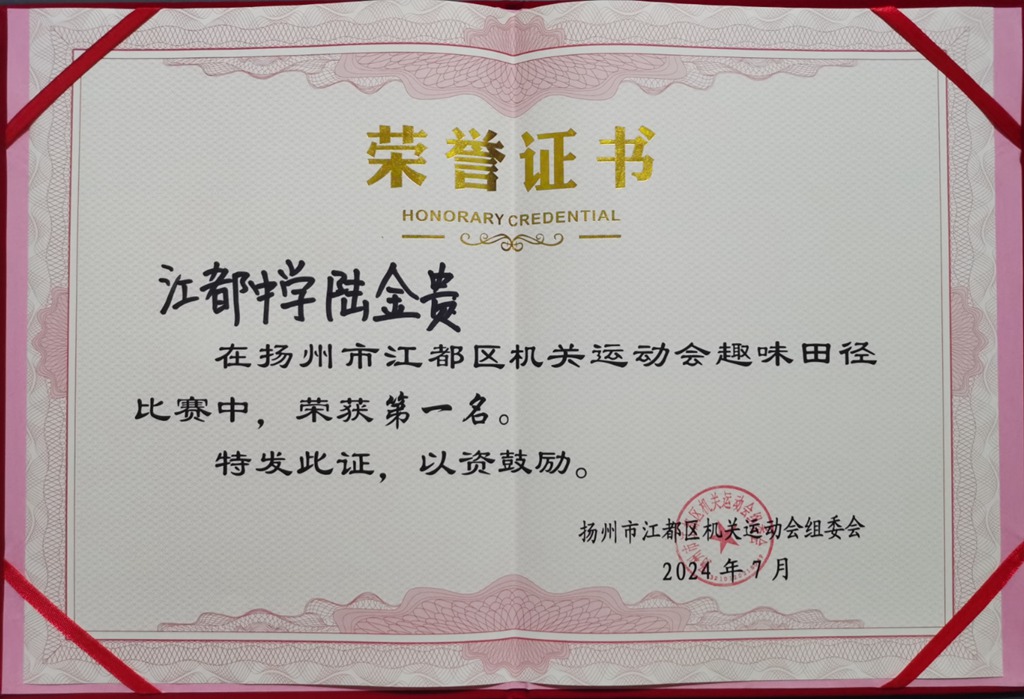 荣誉证书
HONORARY CREDENTIAL
江都中学陆金贵
在扬州市江都区机关运动会趣味田径
比赛中，荣获第一名。
特发此证，以资鼓励。
扬州市江都区机关运动会组委会
2024年7月